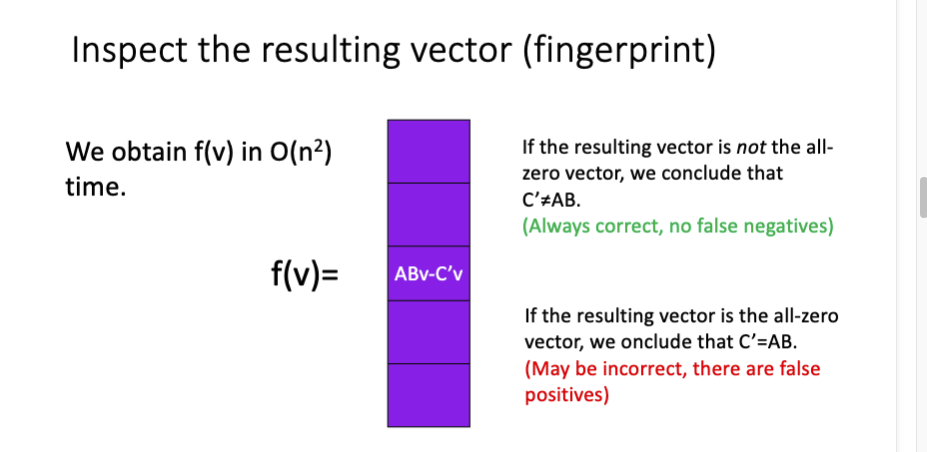 Inspect the resulting vector (fingerprint)
We obtain f(v) in O(n²)
time.
f(v)=
ABv-C’v
If the resulting vector is not the all-
zero vector, we conclude that
C’≠AB.
(Always correct, no false negatives)
If the resulting vector is the all-zero
vector, we onclude that C’=AB.
(May be incorrect, there are false
positives)